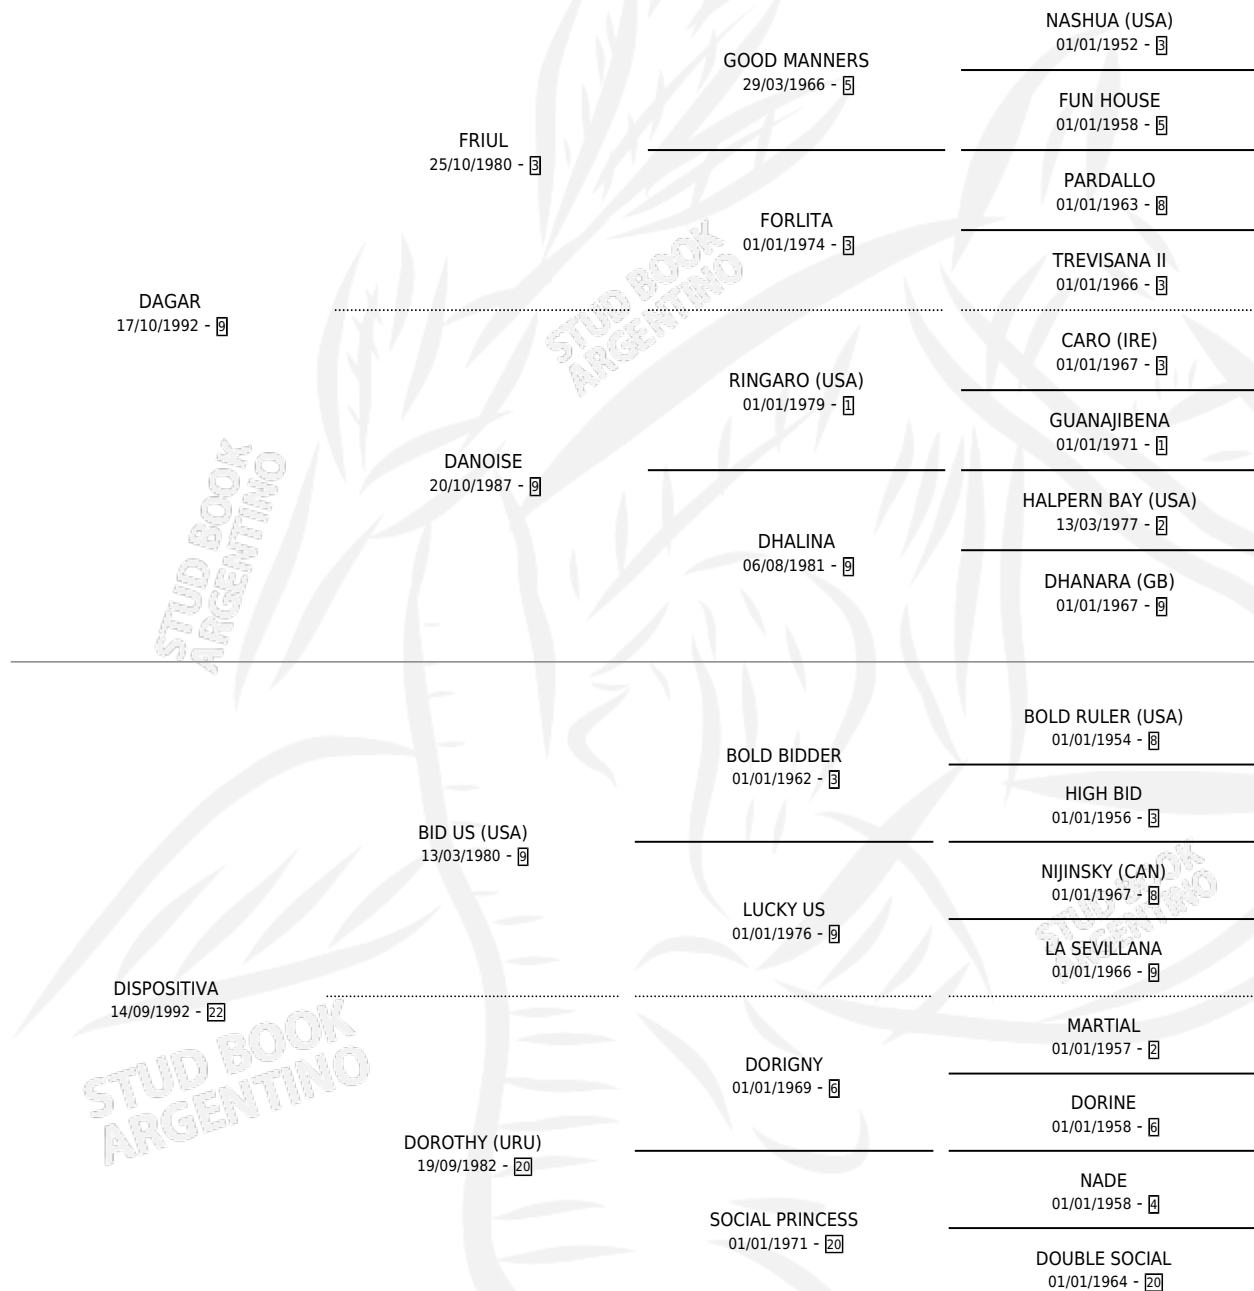 NASHUA (USA)
01/01/1952 - 3
GOOD MANNERS
29/03/1966 - 5
FUN HOUSE
01/01/1958 - 5
FRIUL
25/10/1980 - 3
PARDALLO
01/01/1963 - 8
FORLITA
01/01/1974 - 3
TREVISANA II
01/01/1966 - 3
DAGAR
17/10/1992 - 9
CARO (IRE)
01/01/1967 - 3
RINGARO (USA)
01/01/1979 - 1
GUANAJIBENA
01/01/1971 - 1
DANOISE
20/10/1987 - 9
HALPERN BAY (USA)
13/03/1977 - 2
DHALINA
06/08/1981 - 9
DHANARA (GB)
01/01/1967 - 9
BOLD RULER (USA)
01/01/1954 - 8
BOLD BIDDER
01/01/1962 - 3
HIGH BID
01/01/1956 - 3
BID US (USA)
13/03/1980 - 9
NIJINSKY (CAN)
01/01/1967 - 8
LUCKY US
01/01/1976 - 9
LA SEVILLANA
01/01/1966 - 9
DISPOSITIVA
14/09/1992 - 22
MARTIAL
01/01/1957 - 2
DORIGNY
01/01/1969 - 6
DORINE
01/01/1958 - 6
DOROTHY (URU)
19/09/1982 - 20
NADE
01/01/1958 - 4
SOCIAL PRINCESS
01/01/1971 - 20
DOUBLE SOCIAL
01/01/1964 - 20
STUD BOOK
ARGENTINO
STUD BOOK
ARGENTINO
STUD BOOK
ARGENTINO
STUD BOOK
ARGENTINO